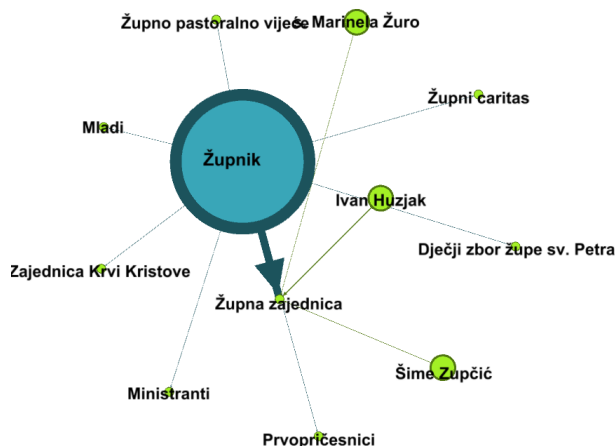 Župno pastoralno vijeće
s. Marinela Žuro
Župni caritas
Mladi
Župnik
Ivan Huzjak
Dječji zbor župe sv. Petra
Zajednica Krvi Kristove
Župna zajednica
Šime Zupčić
Ministranti
Prvopričesnici